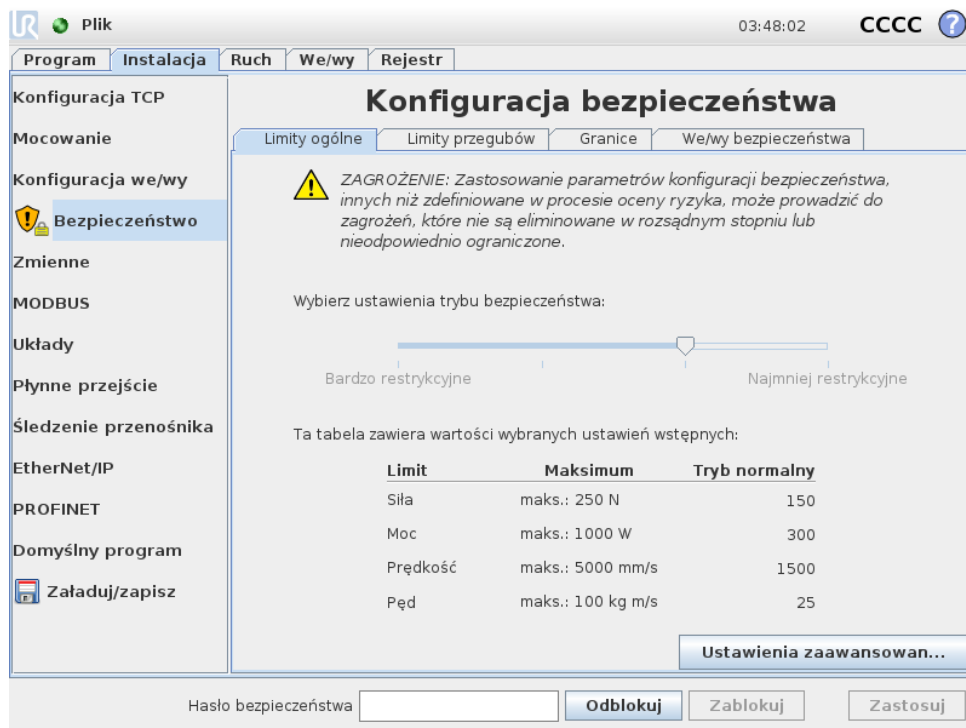 UR Plik 03:48:02 CCCC ?
Program Instalacja Ruch We/wy Rejestr
Konfiguracja TCP
Mocowanie
Konfiguracja we/wy
Bezpieczeństwo
Zmienne
MODBUS
Układy
Płynne przejście
Śledzenie przenośnika
EtherNet/IP
PROFINET
Domyślny program
Załaduj/zapisz
Konfiguracja bezpieczeństwa
Limity ogólne Limity przegubów Granice We/wy bezpieczeństwa
ZAGROŻENIE: Zastosowanie parametrów konfiguracji bezpieczeństwa,
innych niż zdefiniowane w procesie oceny ryzyka, może prowadzić do
zagrożeń, które nie są eliminowane w rozsądnym stopniu lub
nieodpowiednio ograniczone.
Wybierz ustawienia trybu bezpieczeństwa:
Bardzo restrykcyjne Najmniej restrykcyjne
Ta tabela zawiera wartości wybranych ustawień wstępnych:
Limit Maksimum Tryb normalny
Siła maks.: 250 N 150
Moc maks.: 1000 W 300
Prędkość maks.: 5000 mm/s 1500
Pęd maks.: 100 kg m/s 25
Ustawienia zaawansowan...
Hasło bezpieczeństwa Odblokuj Zablokuj Zastosuj